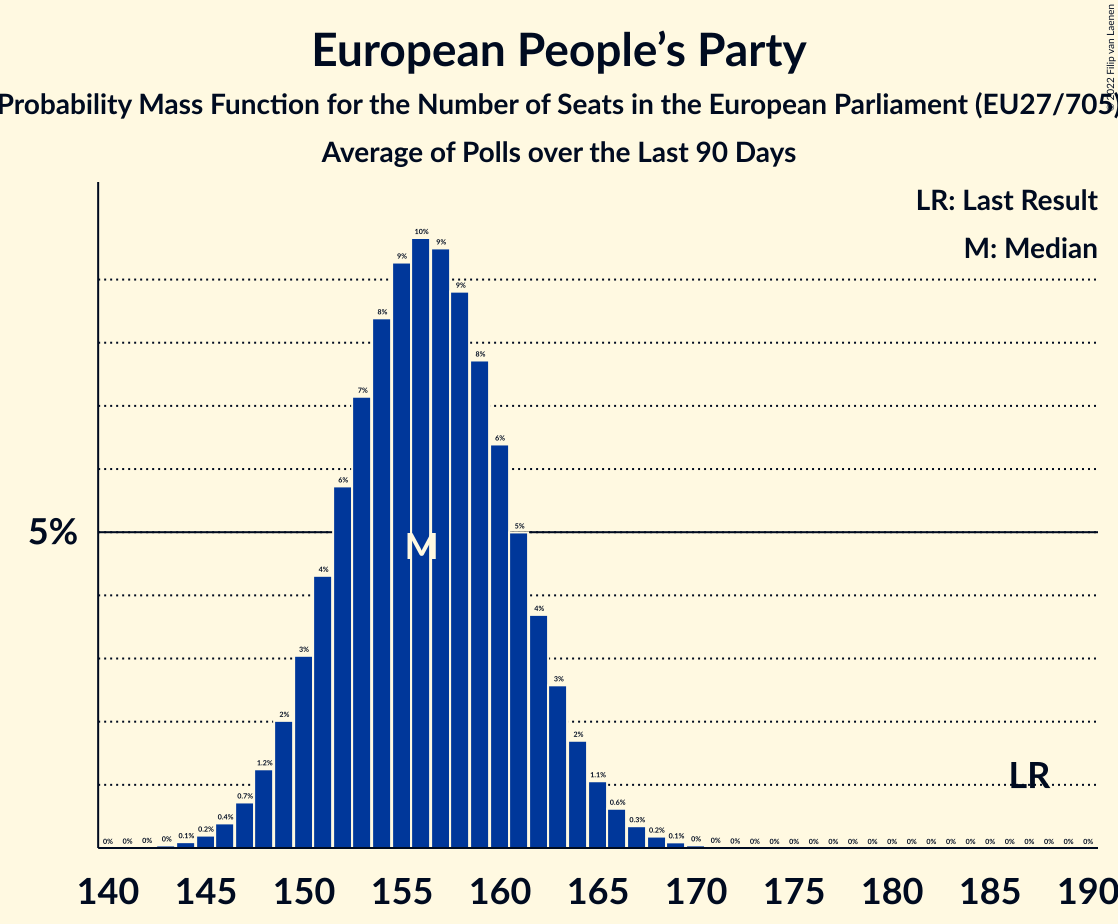 European People’s Party
Probability Mass Function for the Number of Seats in the European Parliament (EU27/705)
Average of Polls over the Last 90 Days
© 2022 Filip van Laenen
LR: Last Result
M: Median
5%
0% 0% 0% 0% 0.1% 0.2% 0.4% 0.7% 1.2% 2% 3% 4% 6% 7% 8% 9% 10% 9% 9% 8% 6% 5% 4% 3% 2% 1.1% 0.6% 0.3% 0.2% 0.1% 0% 0% 0% 0% 0% 0% 0% 0% 0% 0% 0% 0% 0% 0% 0% 0% 0% 0% 0% 0% 0%
M
LR
140 145 150 155 160 165 170 175 180 185 190